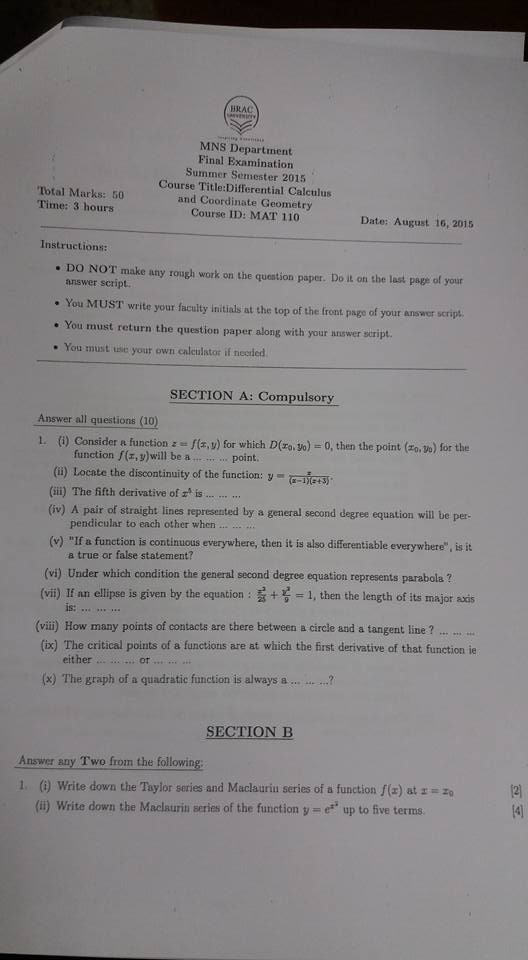 BRAC
UNIVERSITY
Inspiring Excellence
MNS Department
Final Examination
Summer Semester 2015
Total Marks: 50
Course Title:Differential Calculus
Time: 3 hours
and Coordinate Geometry
Course ID: MAT 110
Date: August 16, 2015
Instructions:
• DO NOT make any rough work on the question paper. Do it on the last page of your
answer script.
• You MUST write your faculty initials at the top of the front page of your answer script.
• You must return the question paper along with your answer script.
• You must use your own calculator if needed.
SECTION A: Compulsory
Answer all questions (10)
1. (i) Consider a function z = f(x, y) for which D(x₀, y₀) = 0, then the point (x₀, y₀) for the
function f(x, y)will be a ... ... ... point.
(ii) Locate the discontinuity of the function: y = x/((x−1)(x+3)).
(iii) The fifth derivative of x⁵ is ... ... ...
(iv) A pair of straight lines represented by a general second degree equation will be per-
pendicular to each other when ... ... ...
(v) "If a function is continuous everywhere, then it is also differentiable everywhere", is it
a true or false statement?
(vi) Under which condition the general second degree equation represents parabola ?
(vii) If an ellipse is given by the equation : x²/25 + y²/9 = 1, then the length of its major axis
is: ... ... ...
(viii) How many points of contacts are there between a circle and a tangent line ? ... ... ...
(ix) The critical points of a functions are at which the first derivative of that function ie
either ... ... ... or ... ... ...
(x) The graph of a quadratic function is always a ... ... ...?
SECTION B
Answer any Two from the following:
1. (i) Write down the Taylor series and Maclaurin series of a function f(x) at x = x₀ [2]
(ii) Write down the Maclaurin series of the function y = e^(x²) up to five terms. [4]